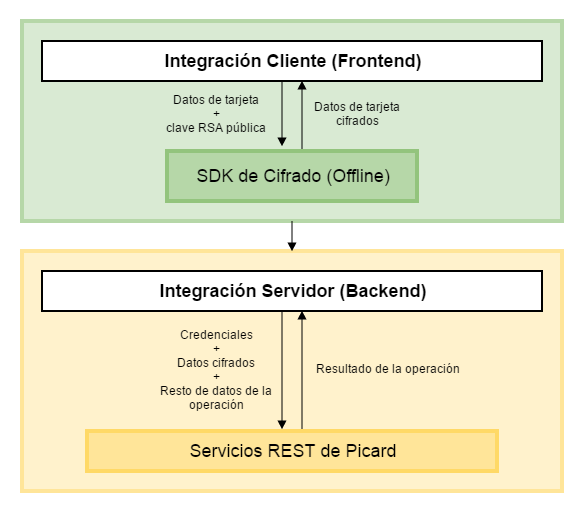 Integración Cliente (Frontend)
Datos de tarjeta
+
clave RSA pública
Datos de tarjeta
cifrados
SDK de Cifrado (Offline)
Integración Servidor (Backend)
Credenciales
+
Datos cifrados
+
Resto de datos de la
operación
Resultado de la operación
Servicios REST de Picard